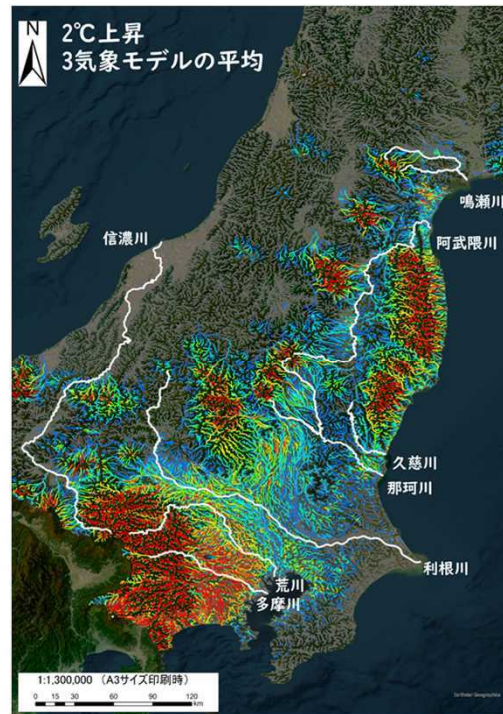 N
2℃上昇
3気象モデルの平均
鳴瀬川
阿武隈川
信濃川
久慈川
那珂川
利根川
荒川
多摩川
1:1,300,000 (A3サイズ印刷時)
0 15 30 60 90 120
km